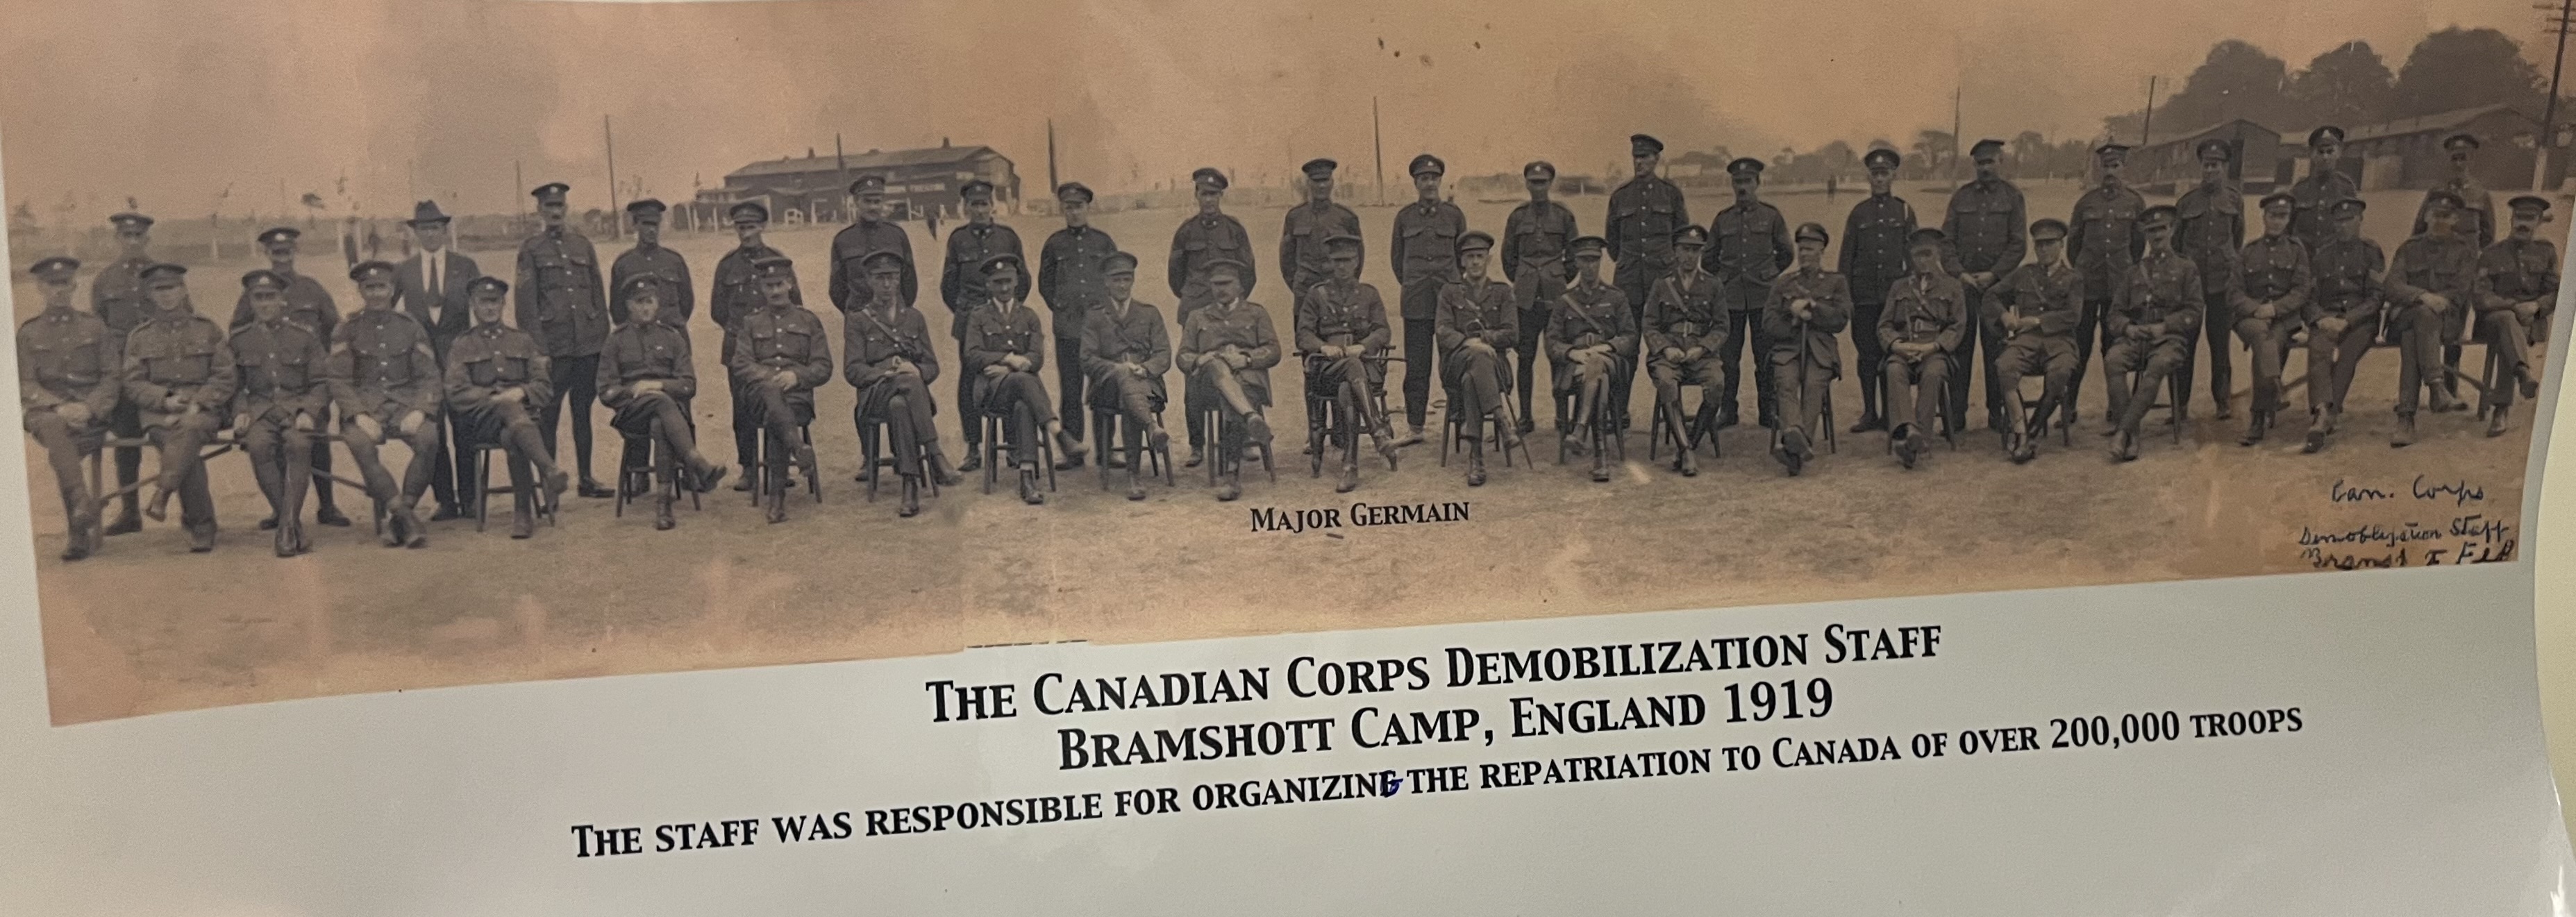 THEATRE
MAJOR GERMAIN
Can. Corps
Demobilization Staff
THE CANADIAN CORPS DEMOBILIZATION STAFF
BRAMSHOTT CAMP, ENGLAND 1919
THE STAFF WAS RESPONSIBLE FOR ORGANIZING THE REPATRIATION TO CANADA OF OVER 200,000 TROOPS